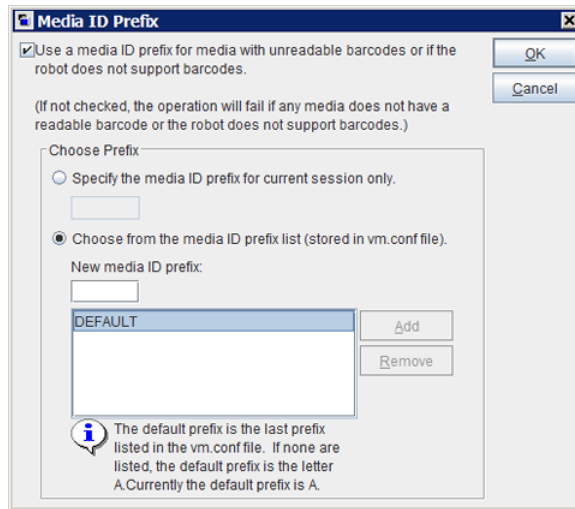 Media ID Prefix
Use a media ID prefix for media with unreadable barcodes or if the
robot does not support barcodes.
OK
Cancel
(If not checked, the operation will fail if any media does not have a
readable barcode or the robot does not support barcodes.)
Choose Prefix
Specify the media ID prefix for current session only.
Choose from the media ID prefix list (stored in vm.conf file).
New media ID prefix:
DEFAULT
Add
Remove
The default prefix is the last prefix
listed in the vm.conf file. If none are
listed, the default prefix is the letter
A.Currently the default prefix is A.